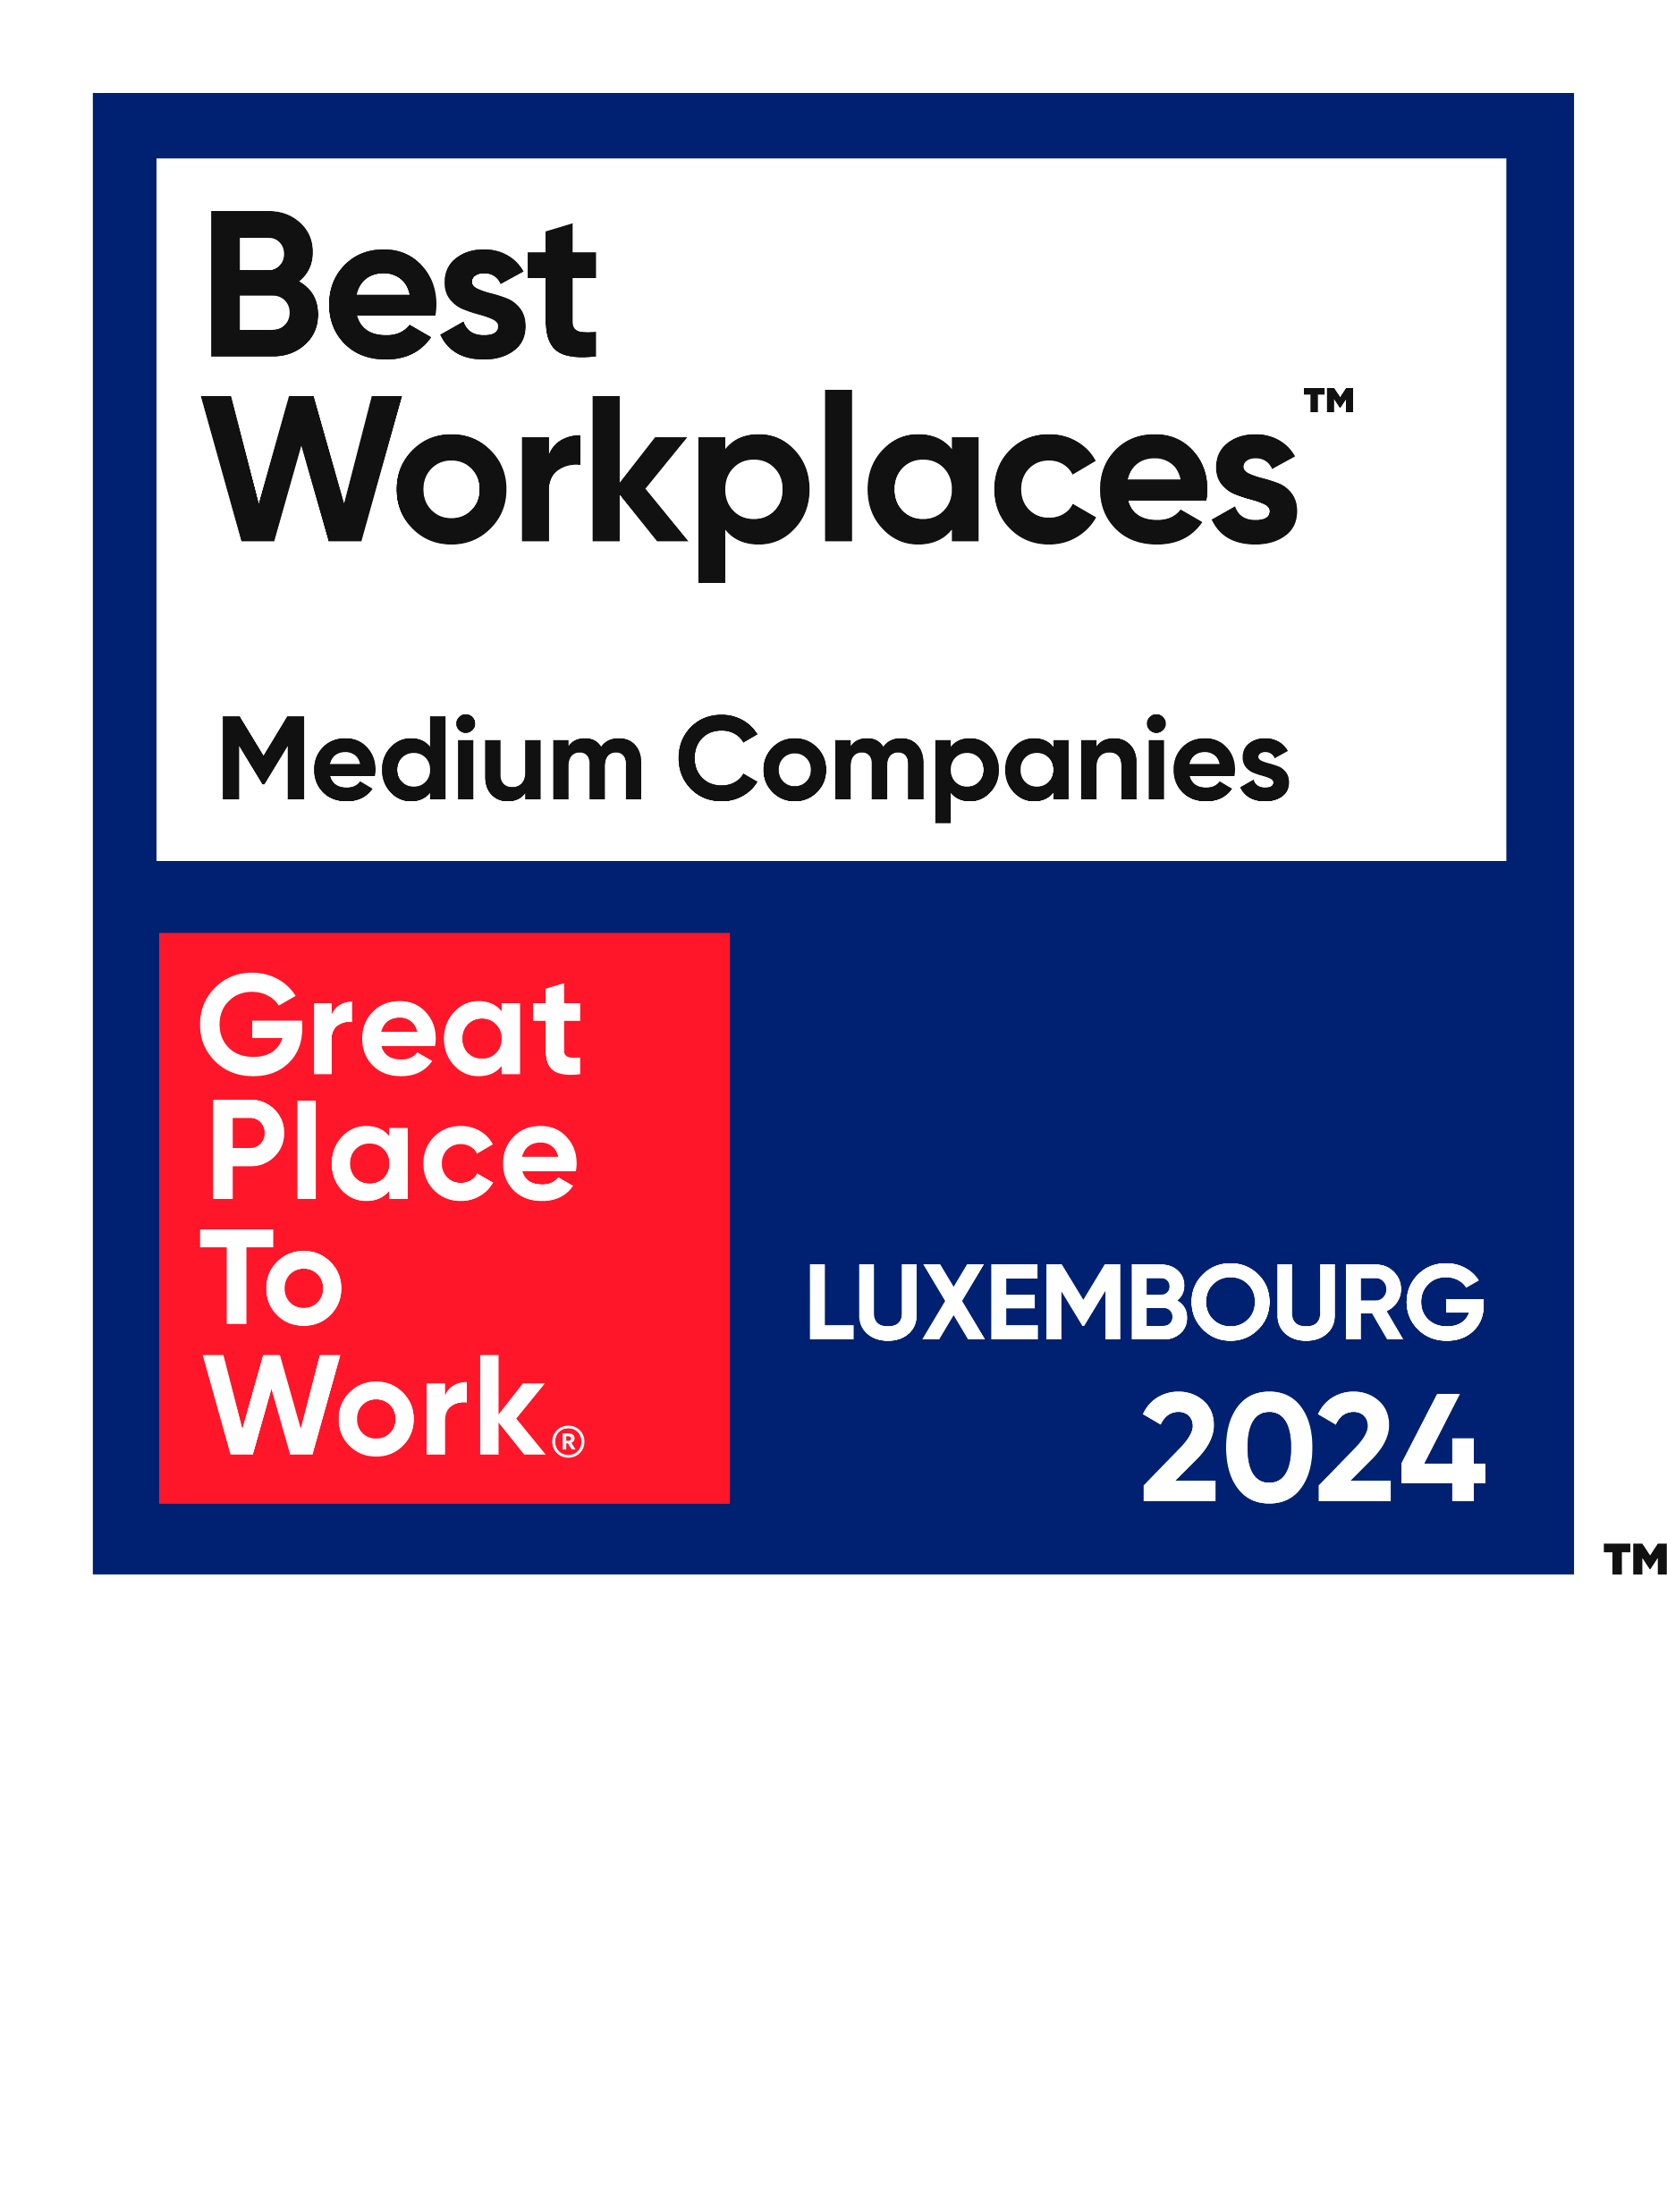 Best
Workplaces™
Medium Companies
Great
Place
To
Work®
LUXEMBOURG
2024
™